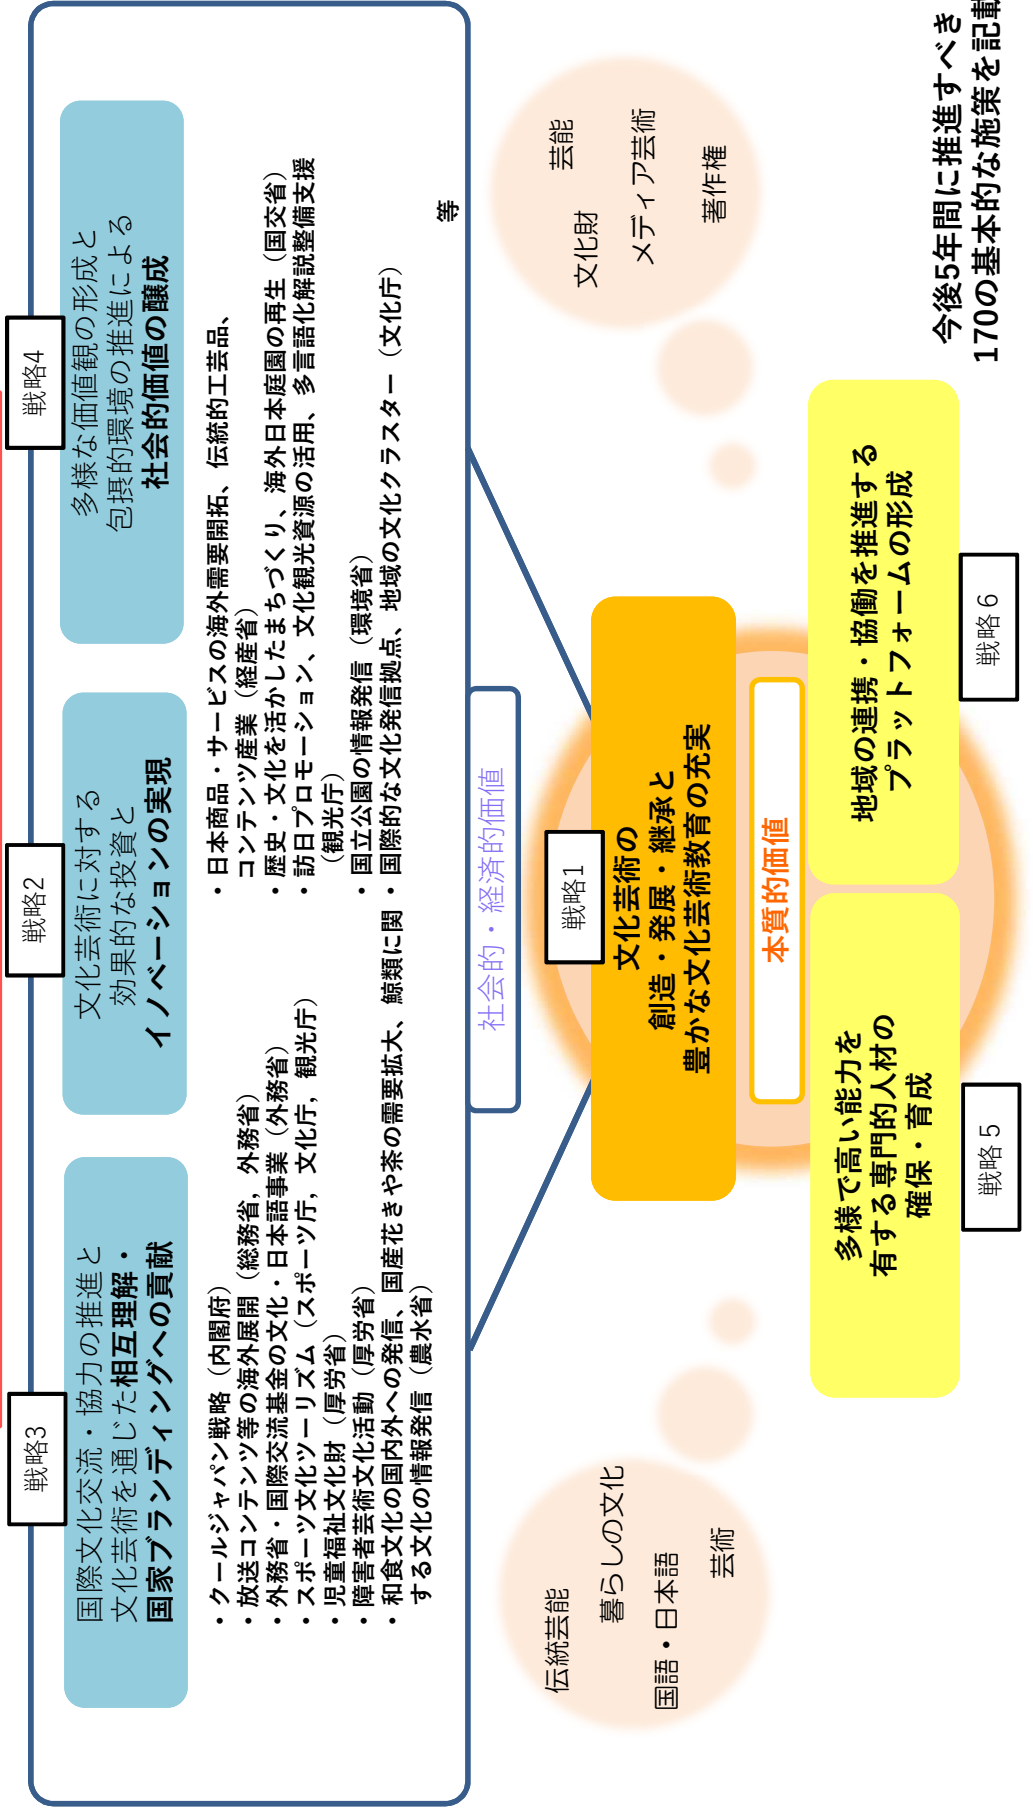 戦略3
国際文化交流・協力の推進と
文化芸術を通じた相互理解・
国家ブランディングへの貢献
戦略2
文化芸術に対する
効果的な投資と
イノベーションの実現
戦略4
多様な価値観の形成と
包摂的環境の推進による
社会的価値の醸成
・クールジャパン戦略（内閣府）
・放送コンテンツ等の海外展開（総務省，外務省）
・外務省・国際交流基金の文化・日本語事業（外務省）
・スポーツ文化ツーリズム（スポーツ庁，文化庁，観光庁）
・児童福祉文化財（厚労省）
・障害者芸術文化活動（厚労省）
・和食文化の国内外への発信、国産花きや茶の需要拡大、鯨類に関
する文化の情報発信（農水省）
・日本商品・サービスの海外需要開拓、伝統的工芸品、
コンテンツ産業（経産省）
・歴史・文化を活かしたまちづくり、海外日本庭園の再生（国交省）
・訪日プロモーション、文化観光資源の活用、多言語化解説整備支援
（観光庁）
・国立公園の情報発信（環境省）
・国際的な文化発信拠点、地域の文化クラスター（文化庁）
等
社会的・経済的価値
伝統芸能
暮らしの文化
国語・日本語
芸術
戦略1
文化芸術の
創造・発展・継承と
豊かな文化芸術教育の充実
本質的価値
芸能
文化財
メディア芸術
著作権
多様で高い能力を
有する専門的人材の
確保・育成
戦略５
地域の連携・協働を推進する
プラットフォームの形成
戦略６
今後5年間に推進すべき
170の基本的な施策を記載